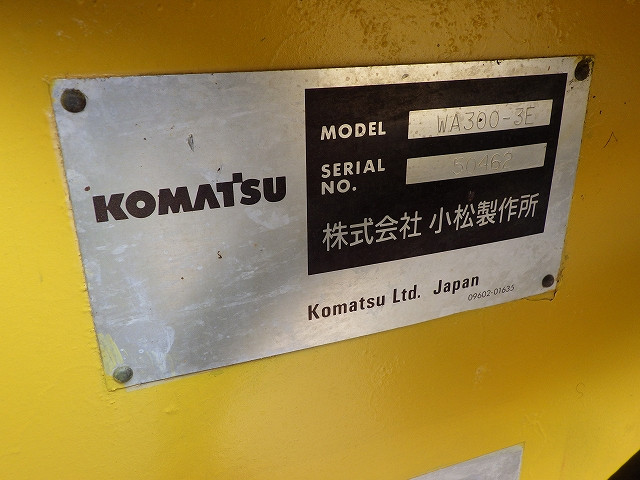 KOMATSU
MODEL WA300-3E
SERIAL NO. 50462
株式会社 小松製作所
Komatsu Ltd. Japan
09602-01635